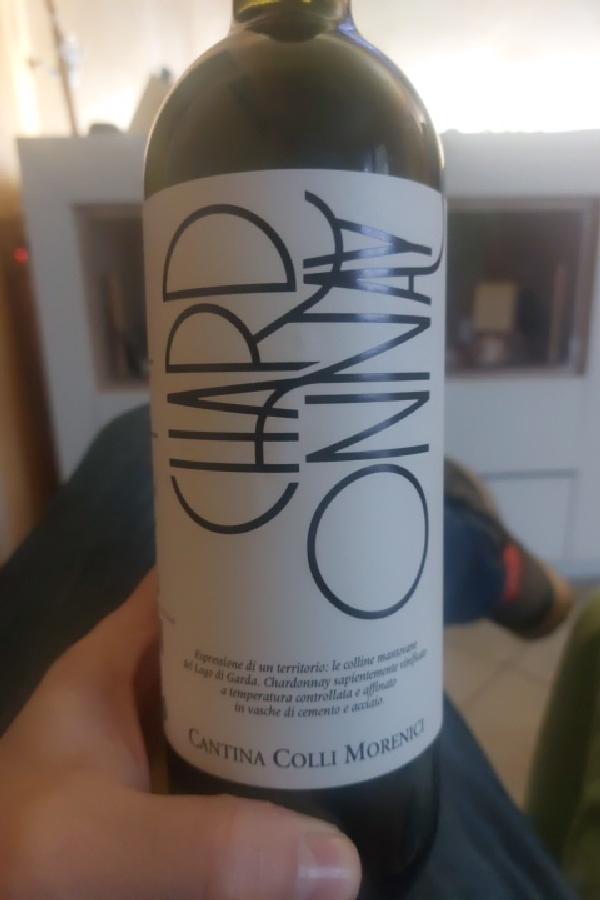 CHARD
ONNAY
Espressione di un territorio: le colline mantovane
del Lago di Garda. Chardonnay sapientemente vinificato
a temperatura controllata e affinato
in vasche di cemento e acciaio.
CANTINA COLLI MORENICI